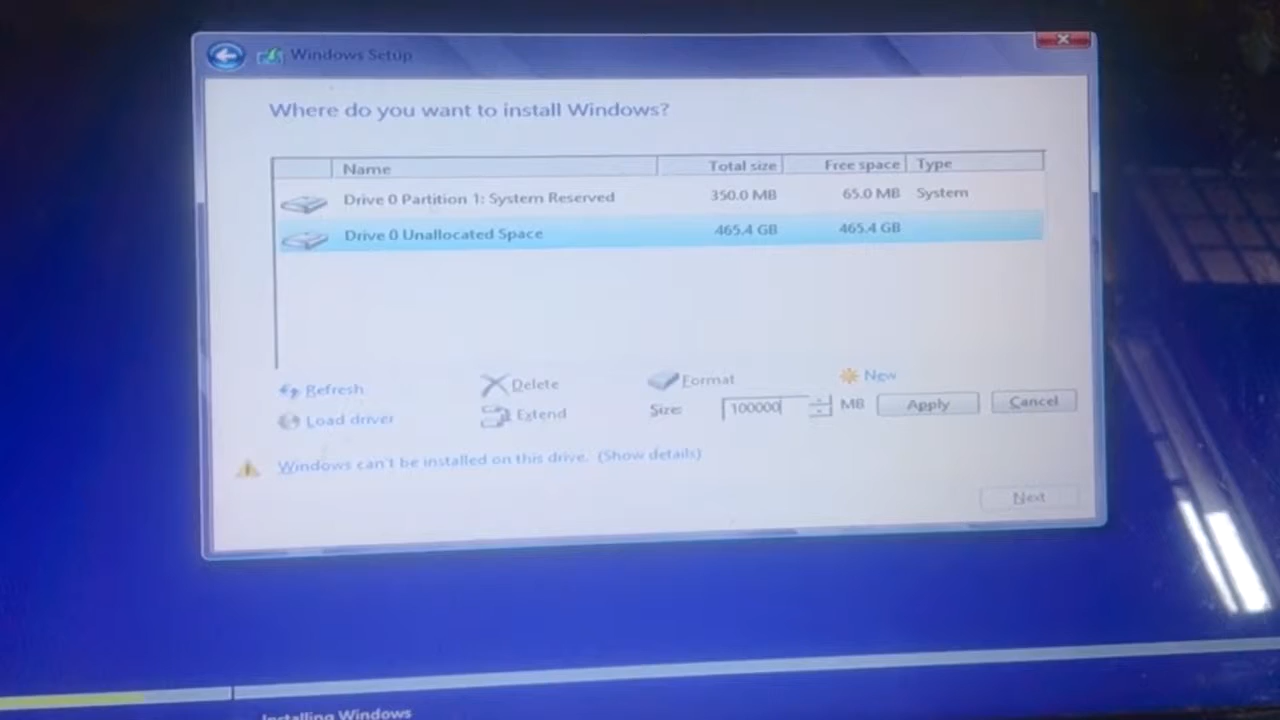 Windows Setup
Where do you want to install Windows?
Name Total size Free space Type
Drive 0 Partition 1: System Reserved 350.0 MB 65.0 MB System
Drive 0 Unallocated Space 465.4 GB 465.4 GB
Refresh Delete Format New
Load driver Extend Size: 100000 MB Apply Cancel
Windows can't be installed on this drive. (Show details)
Next
Installing Windows